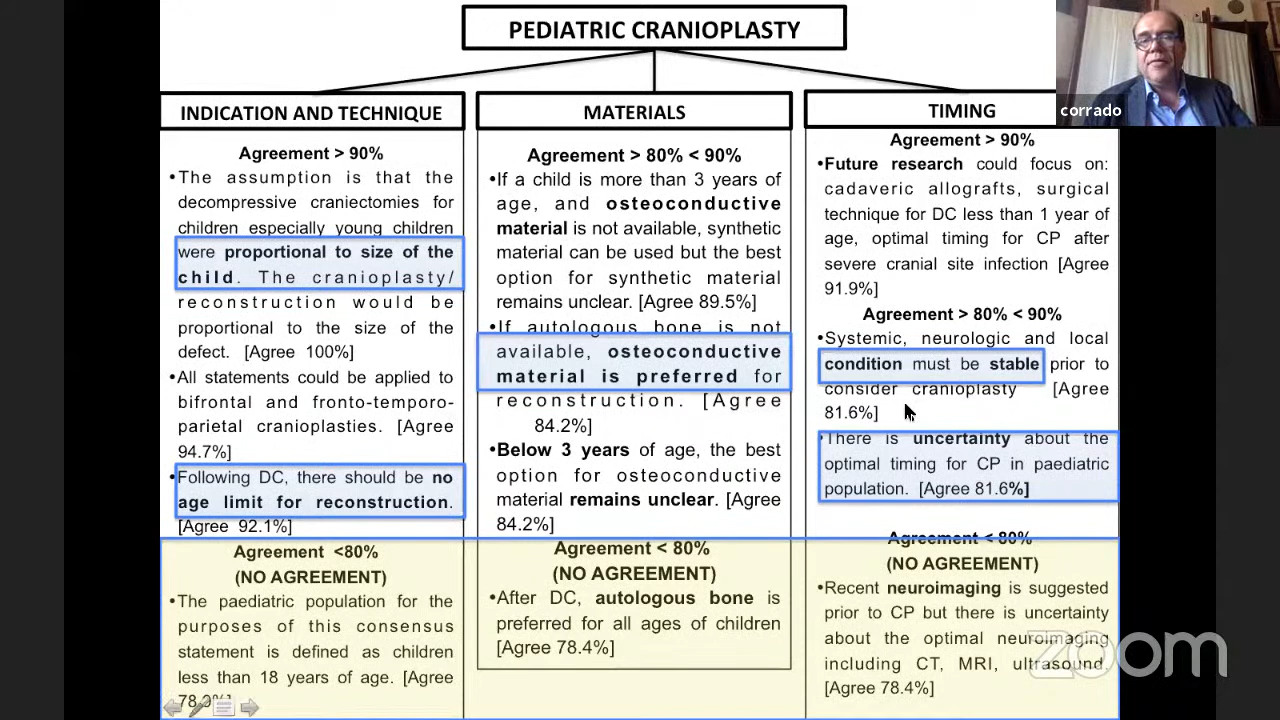 PEDIATRIC CRANIOPLASTY
corrado
INDICATION AND TECHNIQUE
Agreement > 90%
•The assumption is that the
decompressive craniectomies for
children especially young children
were proportional to size of the
child. The cranioplasty/
reconstruction would be
proportional to the size of the
defect. [Agree 100%]
•All statements could be applied to
bifrontal and fronto-temporo-
parietal cranioplasties. [Agree
94.7%]
•Following DC, there should be no
age limit for reconstruction.
[Agree 92.1%]
Agreement <80%
(NO AGREEMENT)
•The paediatric population for the
purposes of this consensus
statement is defined as children
less than 18 years of age. [Agree
MATERIALS
Agreement > 80% < 90%
•If a child is more than 3 years of
age, and osteoconductive
material is not available, synthetic
material can be used but the best
option for synthetic material
remains unclear. [Agree 89.5%]
•If autologous bone is not
available, osteoconductive
material is preferred for
reconstruction. [Agree
84.2%]
•Below 3 years of age, the best
option for osteoconductive
material remains unclear. [Agree
84.2%]
Agreement < 80%
(NO AGREEMENT)
•After DC, autologous bone is
preferred for all ages of children
[Agree 78.4%]
TIMING
Agreement > 90%
•Future research could focus on:
cadaveric allografts, surgical
technique for DC less than 1 year of
age, optimal timing for CP after
severe cranial site infection [Agree
91.9%]
Agreement > 80% < 90%
•Systemic, neurologic and local
condition must be stable prior to
consider cranioplasty [Agree
81.6%]
•There is uncertainty about the
optimal timing for CP in paediatric
population. [Agree 81.6%]
Agreement < 80%
(NO AGREEMENT)
•Recent neuroimaging is suggested
prior to CP but there is uncertainty
about the optimal neuroimaging
including CT, MRI, ultrasound.
[Agree 78.4%]
zoom